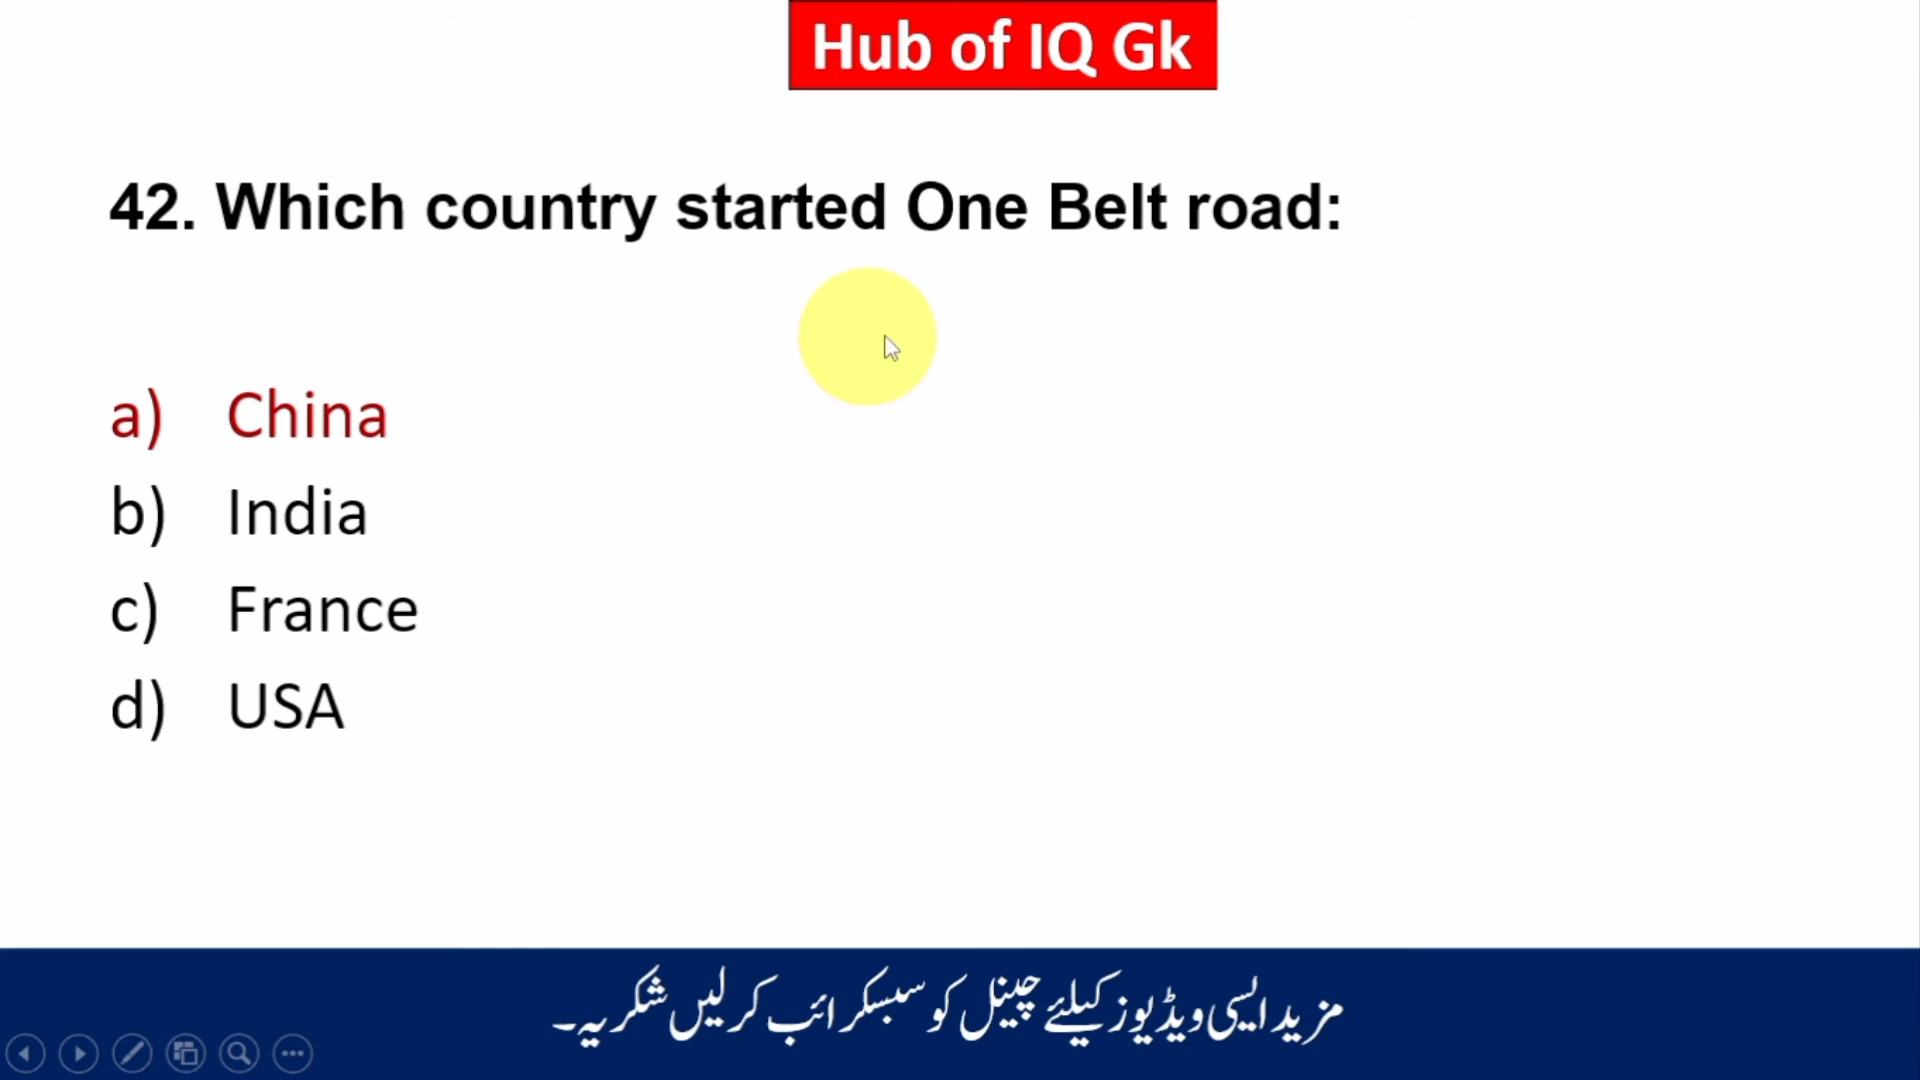 Hub of IQ Gk
42. Which country started One Belt road:
a) China
b) India
c) France
d) USA
مزید ایسی ویڈیوز کیلئے چینل کو سبسکرائب کر لیں شکریہ۔